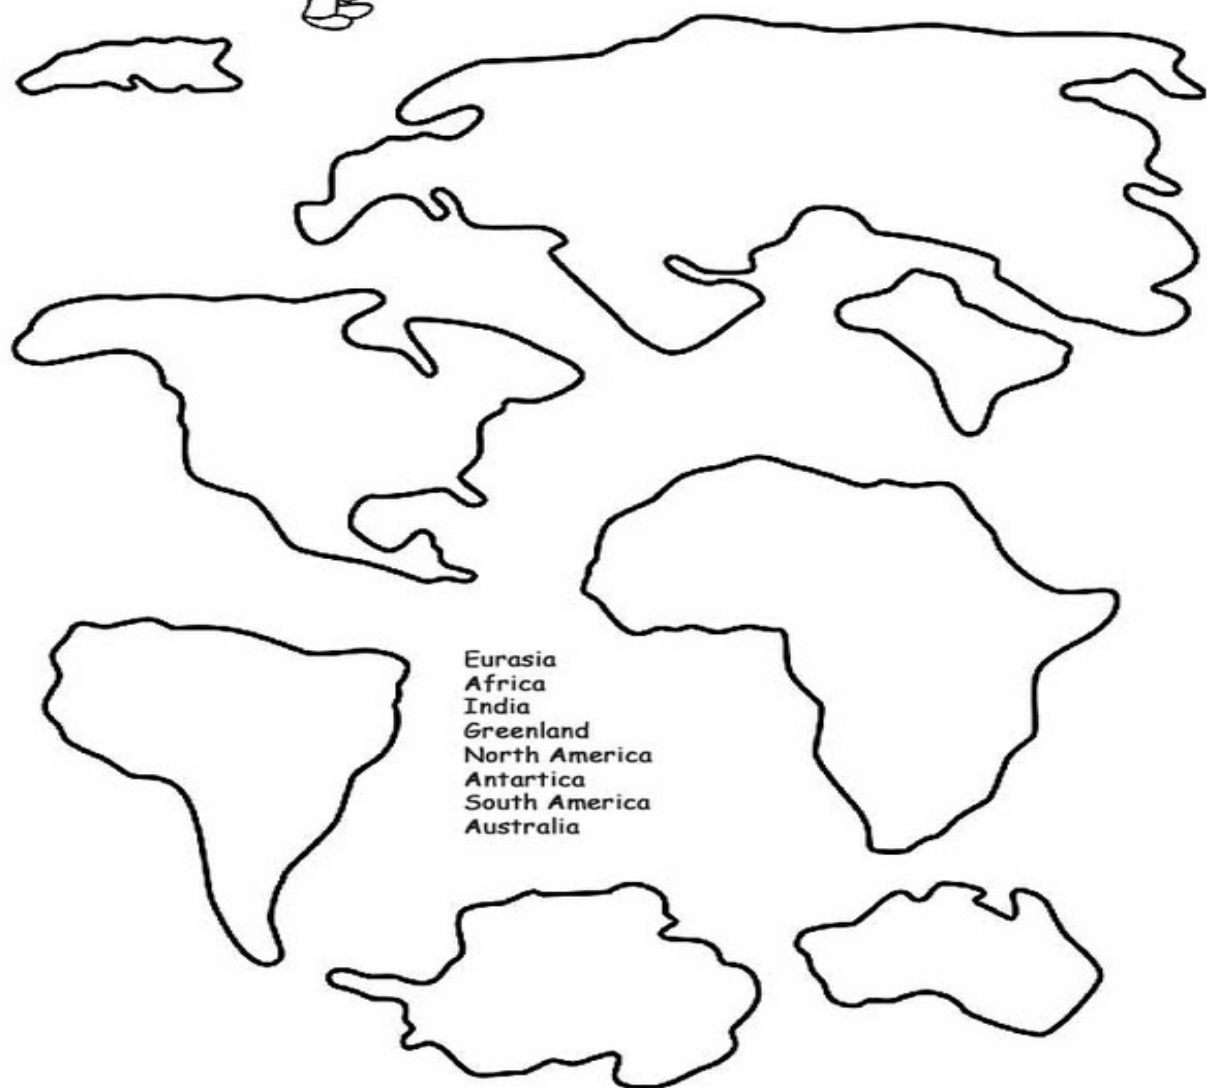 Eurasia
Africa
India
Greenland
North America
Antartica
South America
Australia